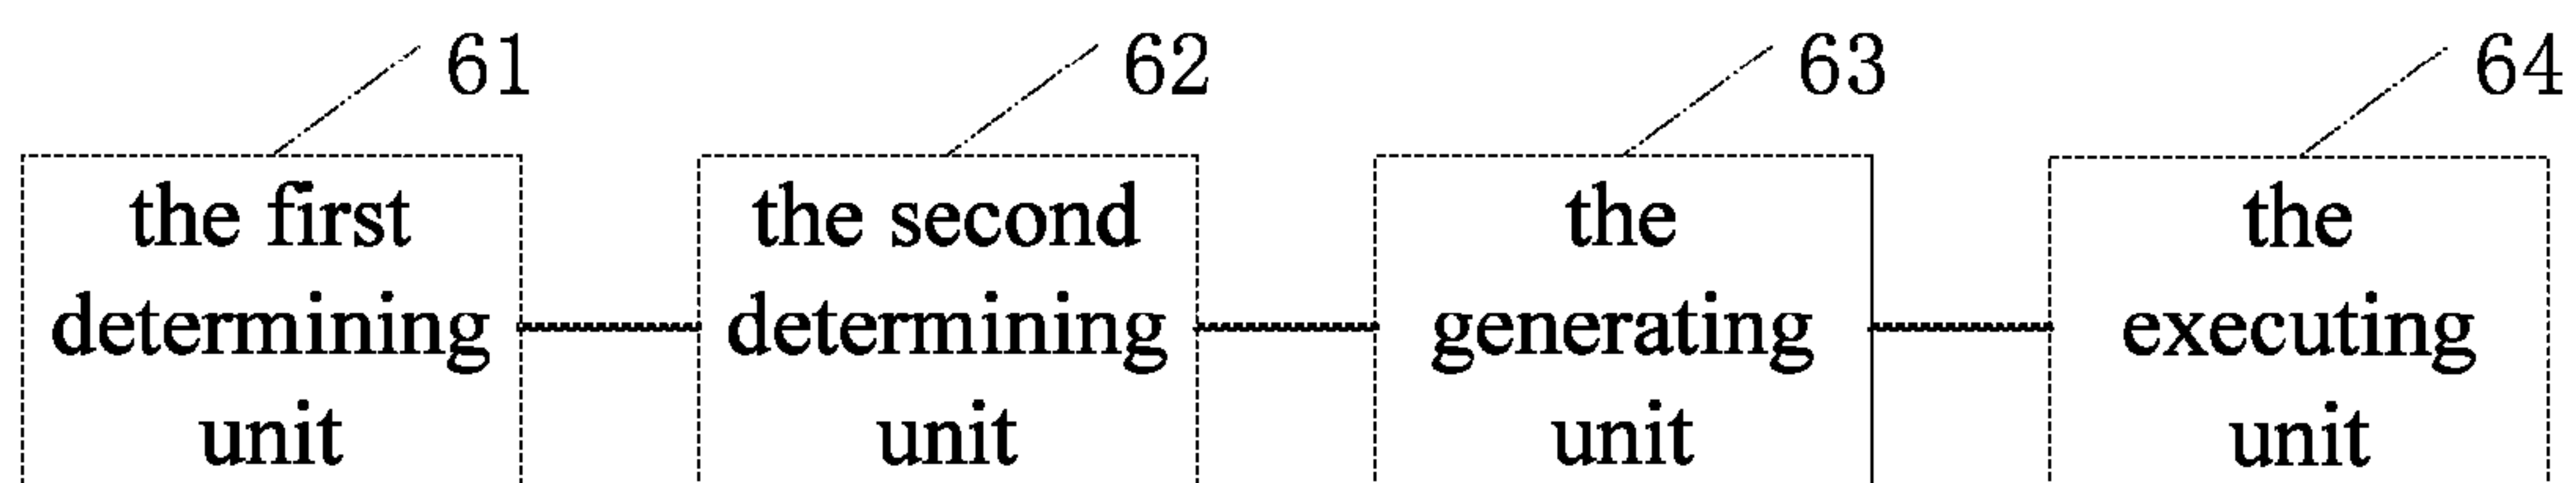 61
62
63
64
the first
determining
unit
the second
determining
unit
the
generating
unit
the
executing
unit